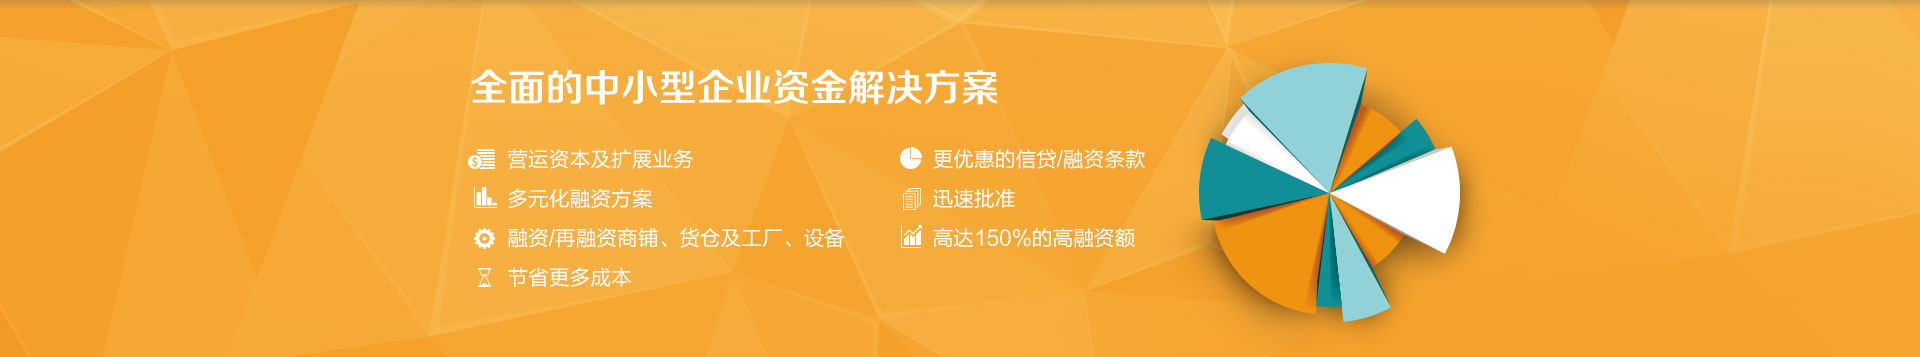 全面的中小型企业资金解决方案
营运资本及扩展业务
多元化融资方案
融资/再融资商铺、货仓及工厂、设备
节省更多成本
更优惠的信贷/融资条款
迅速批准
高达150%的高融资额